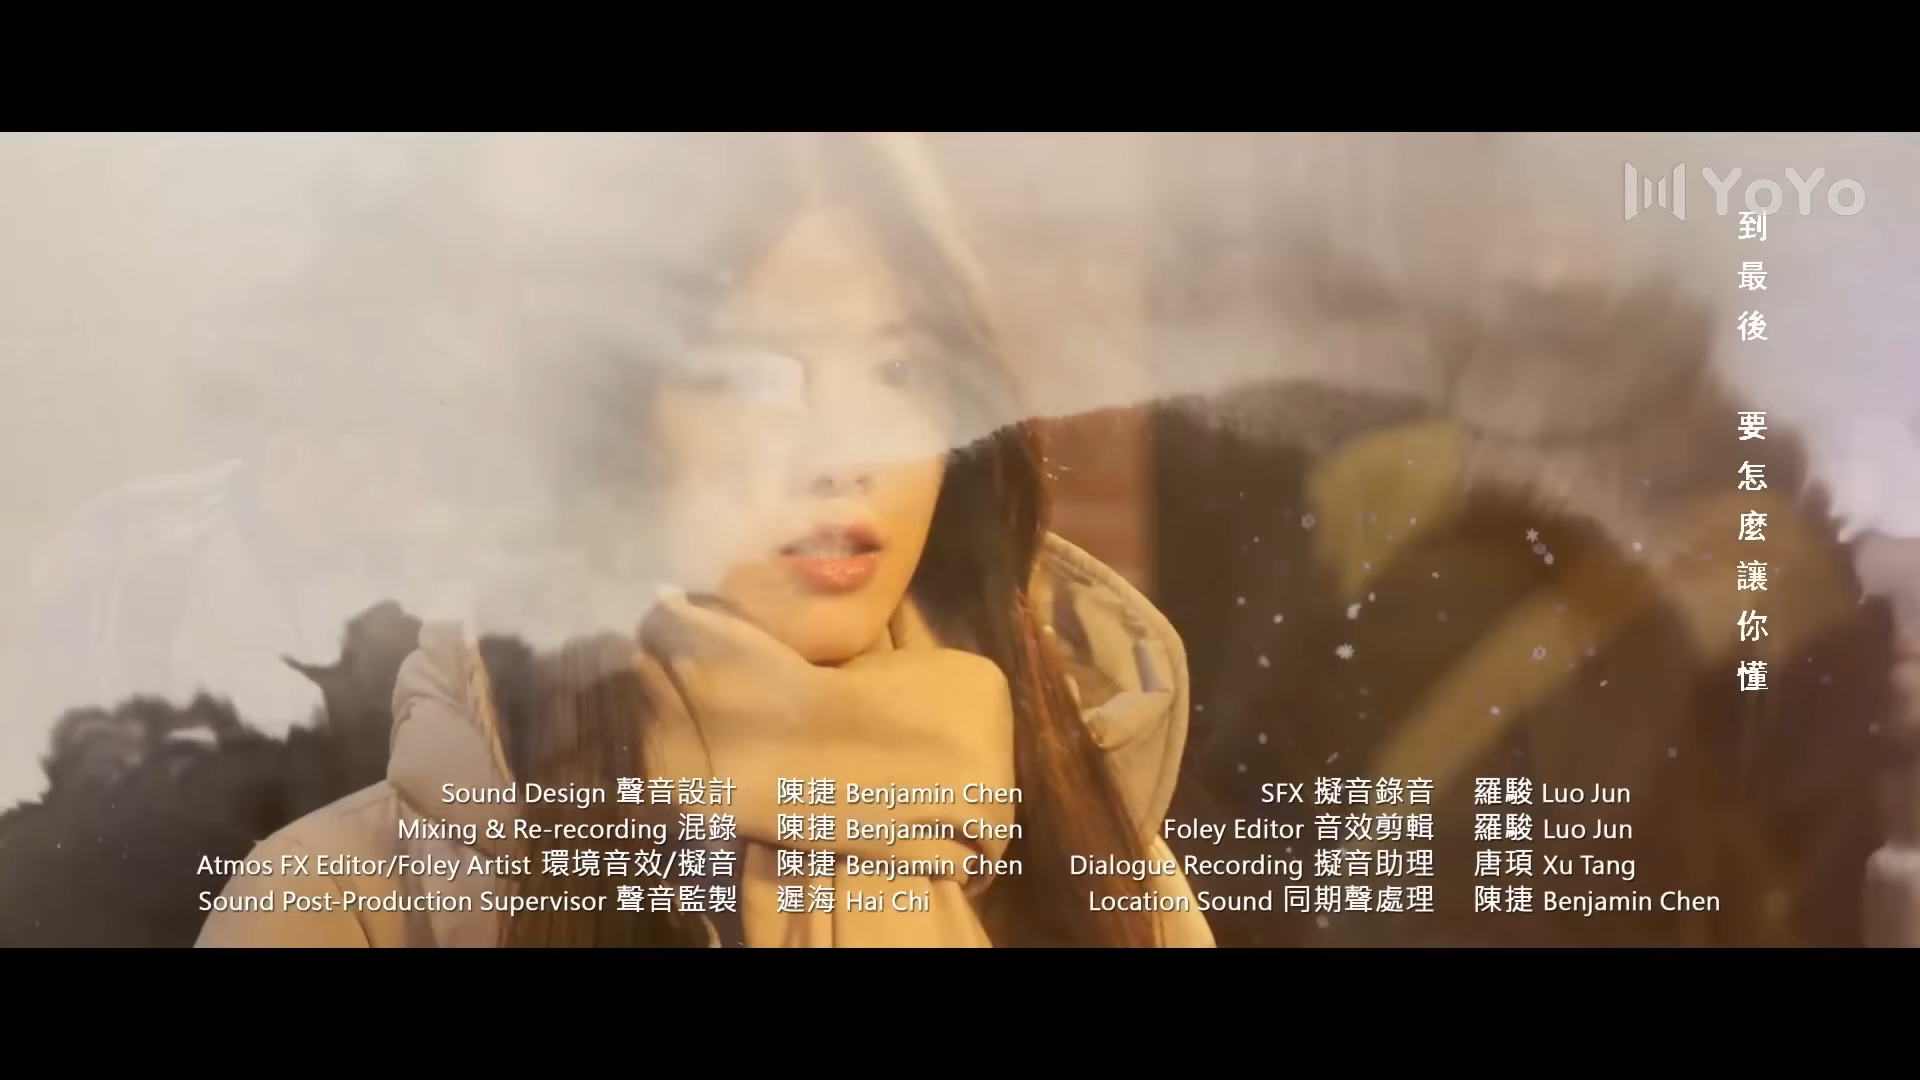 YoYo
到最後 要怎麼讓你懂
Sound Design 聲音設計 陳捷 Benjamin Chen
Mixing & Re-recording 混錄 陳捷 Benjamin Chen
Atmos FX Editor/Foley Artist 環境音效/擬音 陳捷 Benjamin Chen
Sound Post-Production Supervisor 聲音監製 遲海 Hai Chi
SFX 擬音錄音 羅駿 Luo Jun
Foley Editor 音效剪輯 羅駿 Luo Jun
Dialogue Recording 擬音助理 唐頊 Xu Tang
Location Sound 同期聲處理 陳捷 Benjamin Chen